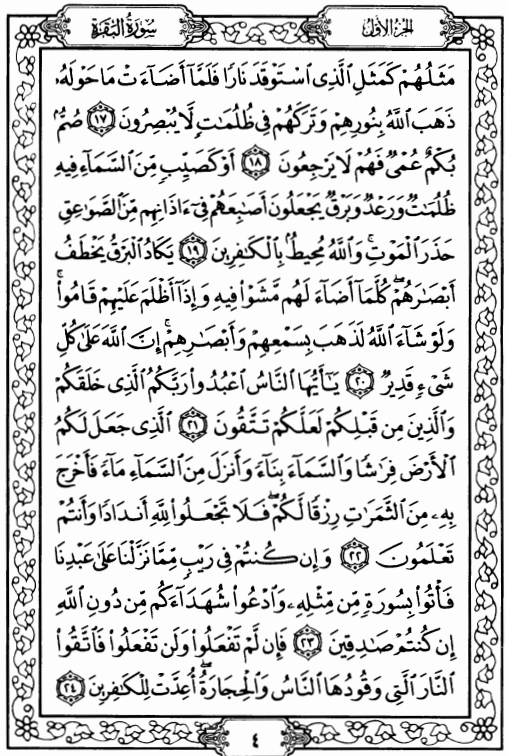 الجزء الأول
سورة البقرة
مَثَلُهُمْ كَمَثَلِ ٱلَّذِى ٱسْتَوْقَدَ نَارًا فَلَمَّآ أَضَآءَتْ مَا حَوْلَهُۥ
ذَهَبَ ٱللَّهُ بِنُورِهِمْ وَتَرَكَهُمْ فِى ظُلُمَٰتٍ لَّا يُبْصِرُونَ ١٧ صُمٌّۢ
بُكْمٌ عُمْىٌ فَهُمْ لَا يَرْجِعُونَ ١٨ أَوْ كَصَيِّبٍ مِّنَ ٱلسَّمَآءِ فِيهِ
ظُلُمَٰتٌ وَرَعْدٌ وَبَرْقٌ يَجْعَلُونَ أَصَٰبِعَهُمْ فِىٓ ءَاذَانِهِم مِّنَ ٱلصَّوَٰعِقِ
حَذَرَ ٱلْمَوْتِ ۚ وَٱللَّهُ مُحِيطٌۢ بِٱلْكَٰفِرِينَ ١٩ يَكَادُ ٱلْبَرْقُ يَخْطَفُ
أَبْصَٰرَهُمْ ۖ كُلَّمَآ أَضَآءَ لَهُم مَّشَوْا۟ فِيهِ وَإِذَآ أَظْلَمَ عَلَيْهِمْ قَامُوا۟ ۚ
وَلَوْ شَآءَ ٱللَّهُ لَذَهَبَ بِسَمْعِهِمْ وَأَبْصَٰرِهِمْ ۚ إِنَّ ٱللَّهَ عَلَىٰ كُلِّ
شَىْءٍ قَدِيرٌ ٢٠ يَٰٓأَيُّهَا ٱلنَّاسُ ٱعْبُدُوا۟ رَبَّكُمُ ٱلَّذِى خَلَقَكُمْ
وَٱلَّذِينَ مِن قَبْلِكُمْ لَعَلَّكُمْ تَتَّقُونَ ٢١ ٱلَّذِى جَعَلَ لَكُمُ
ٱلْأَرْضَ فِرَٰشًا وَٱلسَّمَآءَ بِنَآءً وَأَنزَلَ مِنَ ٱلسَّمَآءِ مَآءً فَأَخْرَجَ
بِهِۦ مِنَ ٱلثَّمَرَٰتِ رِزْقًا لَّكُمْ ۖ فَلَا تَجْعَلُوا۟ لِلَّهِ أَندَادًا وَأَنتُمْ
تَعْلَمُونَ ٢٢ وَإِن كُنتُمْ فِى رَيْبٍ مِّمَّا نَزَّلْنَا عَلَىٰ عَبْدِنَا
فَأْتُوا۟ بِسُورَةٍ مِّن مِّثْلِهِۦ وَٱدْعُوا۟ شُهَدَآءَكُم مِّن دُونِ ٱللَّهِ
إِن كُنتُمْ صَٰدِقِينَ ٢٣ فَإِن لَّمْ تَفْعَلُوا۟ وَلَن تَفْعَلُوا۟ فَٱتَّقُوا۟
ٱلنَّارَ ٱلَّتِى وَقُودُهَا ٱلنَّاسُ وَٱلْحِجَارَةُ ۖ أُعِدَّتْ لِلْكَٰفِرِينَ ٢٤
٤